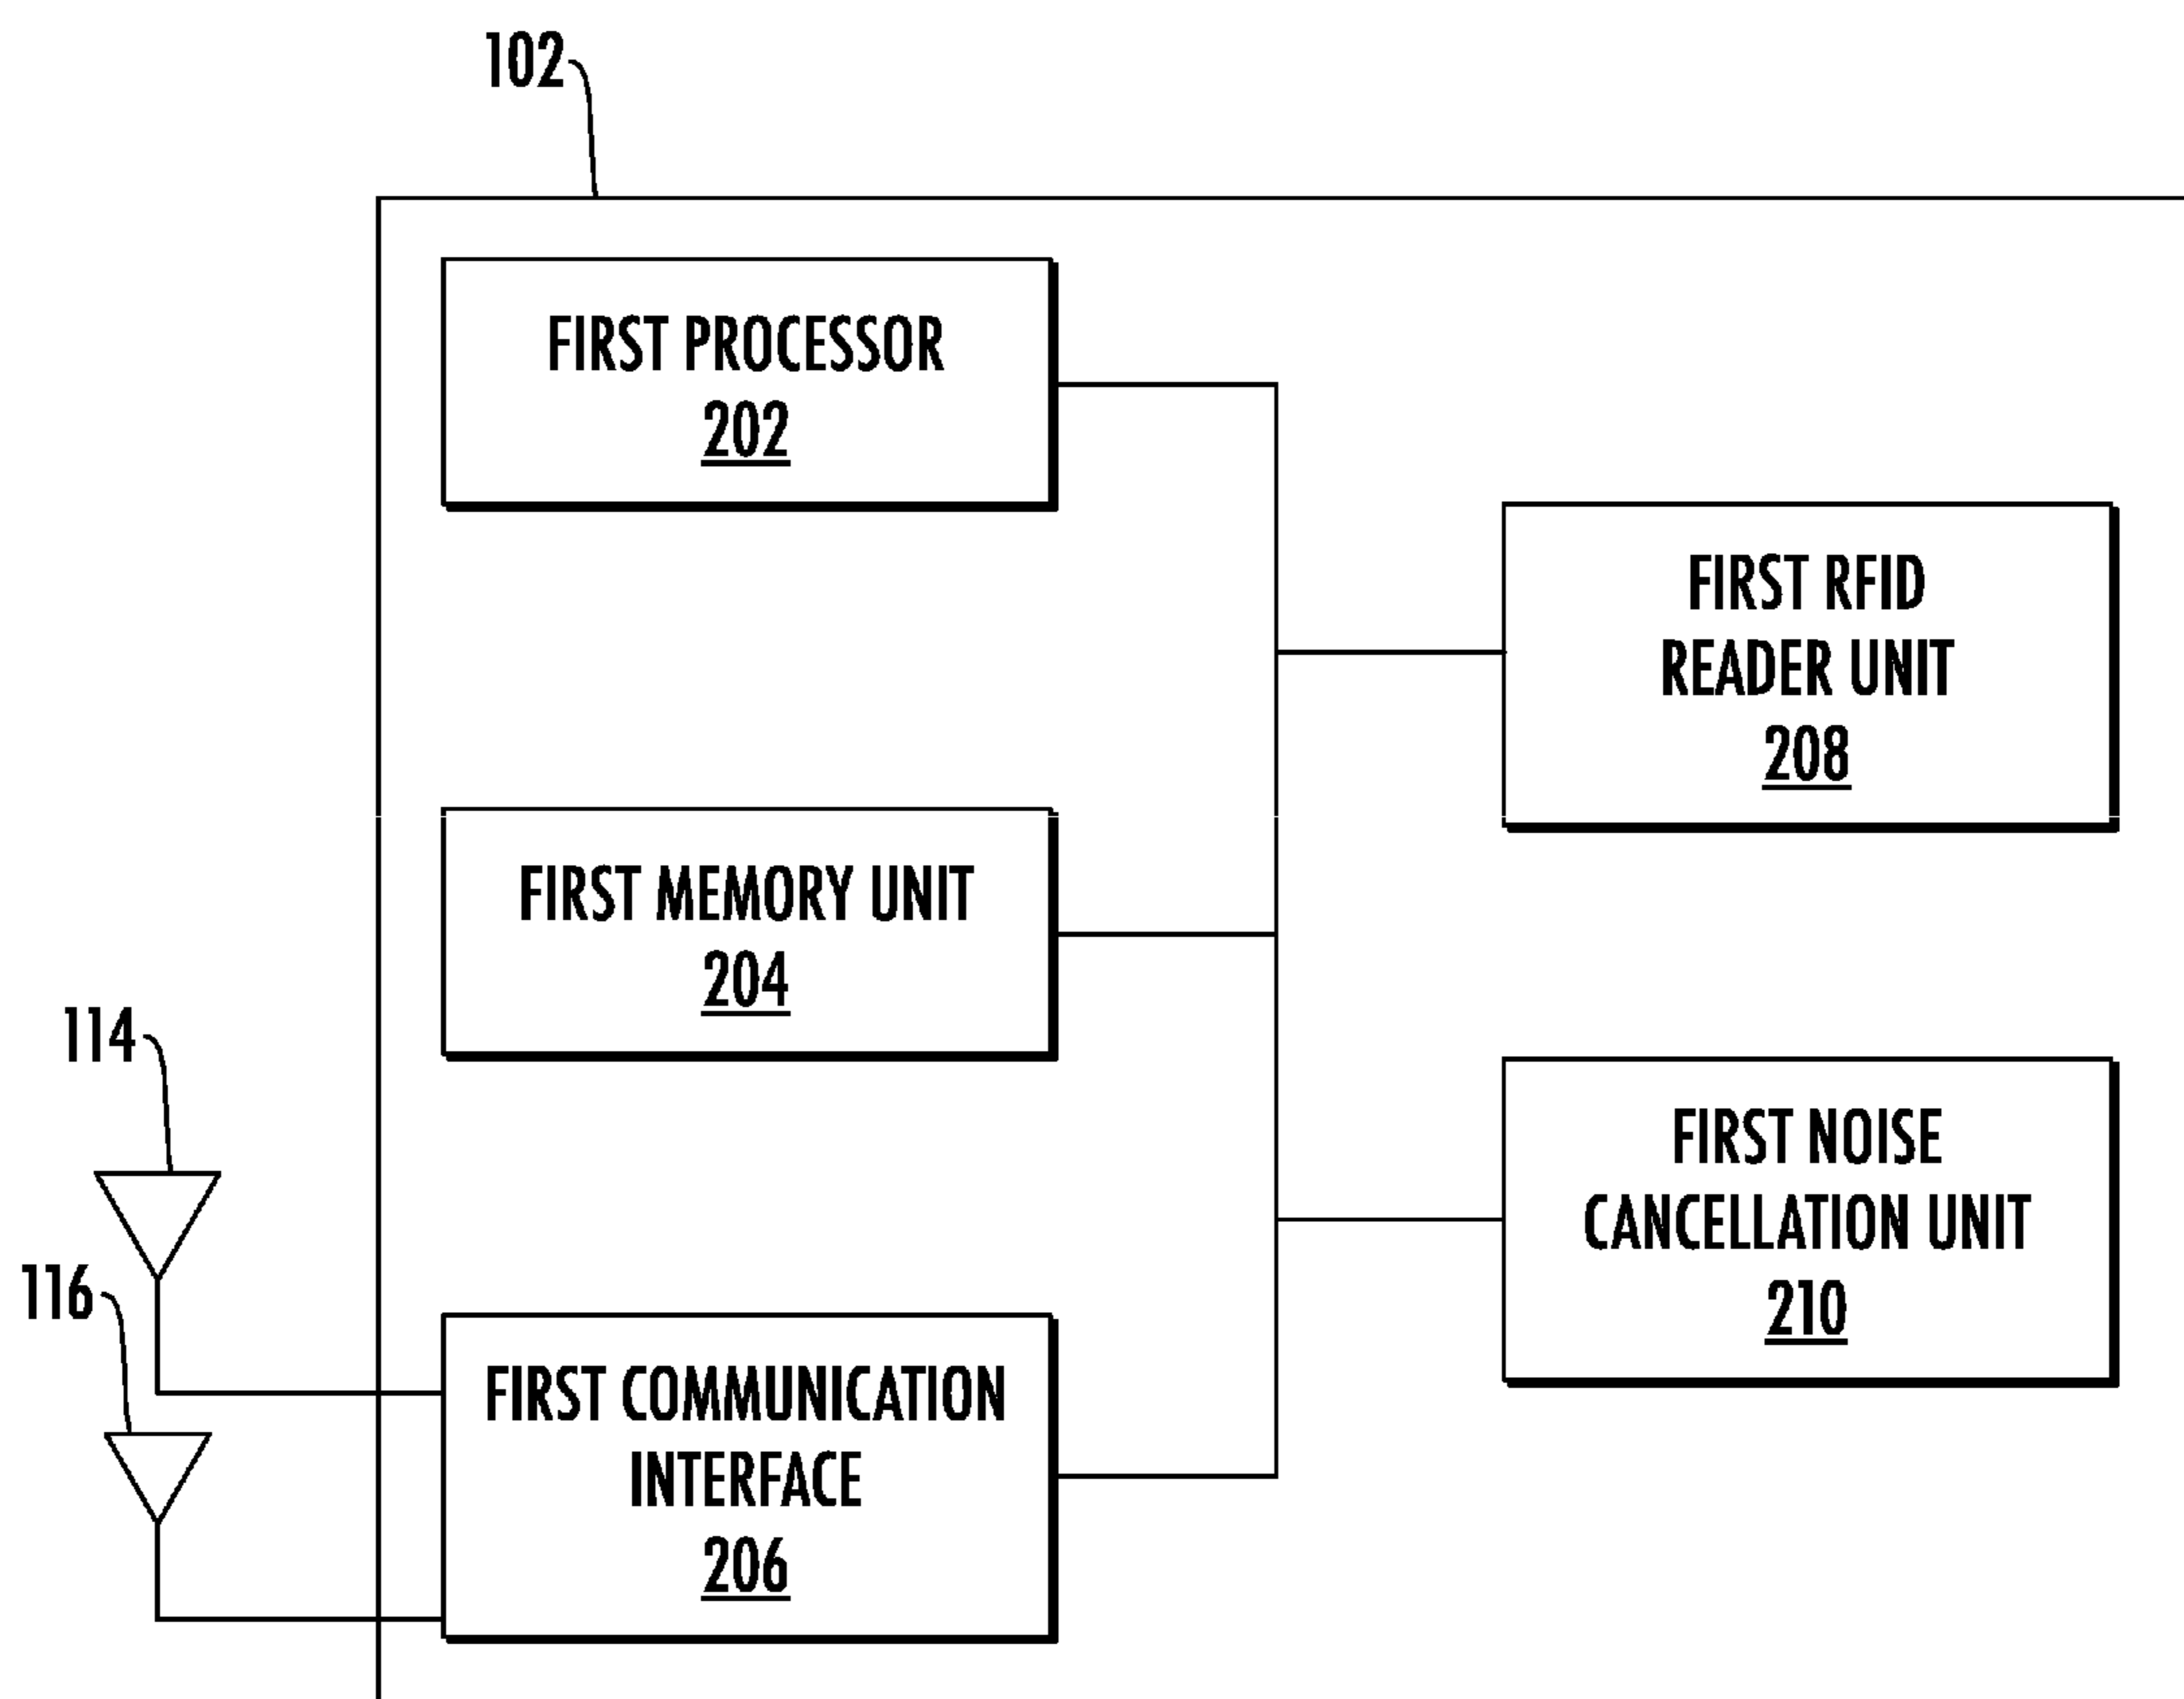 102
FIRST PROCESSOR
202
FIRST RFID
READER UNIT
208
FIRST MEMORY UNIT
204
114
FIRST NOISE
CANCELLATION UNIT
210
116
FIRST COMMUNICATION
INTERFACE
206